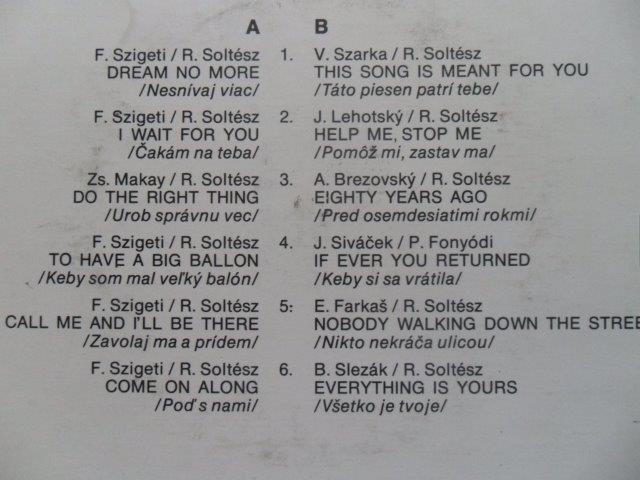 A
F. Szigeti / R. Soltész
DREAM NO MORE
/Nesnívaj viac/
F. Szigeti / R. Soltész
I WAIT FOR YOU
/Čakám na teba/
Zs. Makay / R. Soltész
DO THE RIGHT THING
/Urob správnu vec/
F. Szigeti / R. Soltész
TO HAVE A BIG BALLON
/Keby som mal veľký balón/
F. Szigeti / R. Soltész
CALL ME AND I'LL BE THERE
/Zavolaj ma a prídem/
F. Szigeti / R. Soltész
COME ON ALONG
/Poď s nami/
B
1. V. Szarka / R. Soltész
THIS SONG IS MEANT FOR YOU
/Táto piesen patrí tebe/
2. J. Lehotský / R. Soltész
HELP ME, STOP ME
/Pomôž mi, zastav ma/
3. A. Brezovský / R. Soltész
EIGHTY YEARS AGO
/Pred osemdesiatimi rokmi/
4. J. Siváček / P. Fonyódi
IF EVER YOU RETURNED
/Keby si sa vrátila/
5. E. Farkaš / R. Soltész
NOBODY WALKING DOWN THE STREE
/Nikto nekráča ulicou/
6. B. Slezák / R. Soltész
EVERYTHING IS YOURS
/Všetko je tvoje/